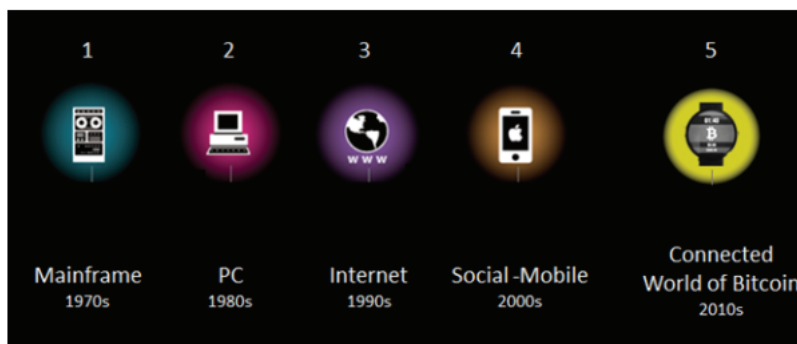 1 2 3 4 5
WWW
Mainframe
1970s
PC
1980s
Internet
1990s
Social -Mobile
2000s
Connected
World of Bitcoin
2010s